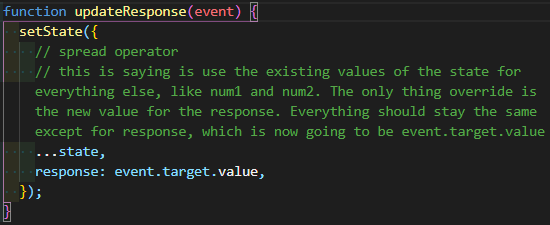 function updateResponse(event) {
setState({
// spread operator
// this is saying is use the existing values of the state for
everything else, like num1 and num2. The only thing override is
the new value for the response. Everything should stay the same
except for response, which is now going to be event.target.value
...state,
response: event.target.value,
});
}